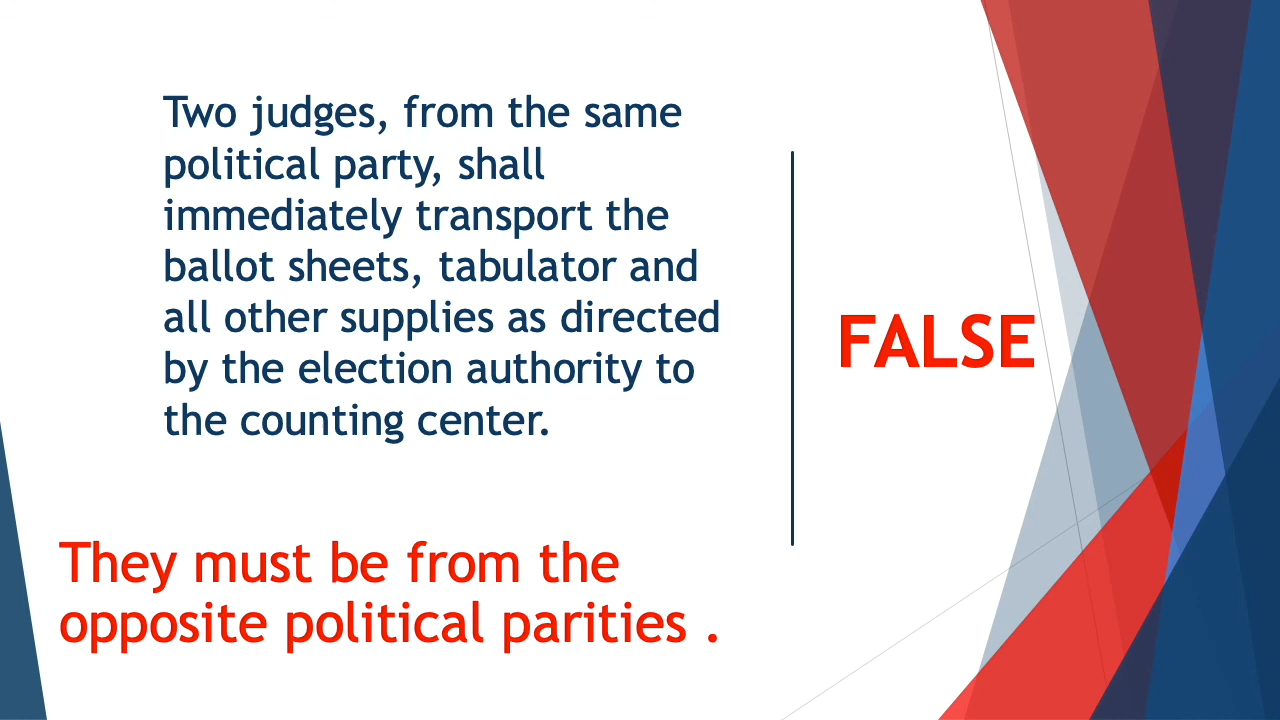 Two judges, from the same
political party, shall
immediately transport the
ballot sheets, tabulator and
all other supplies as directed
by the election authority to
the counting center.
FALSE
They must be from the
opposite political parities .